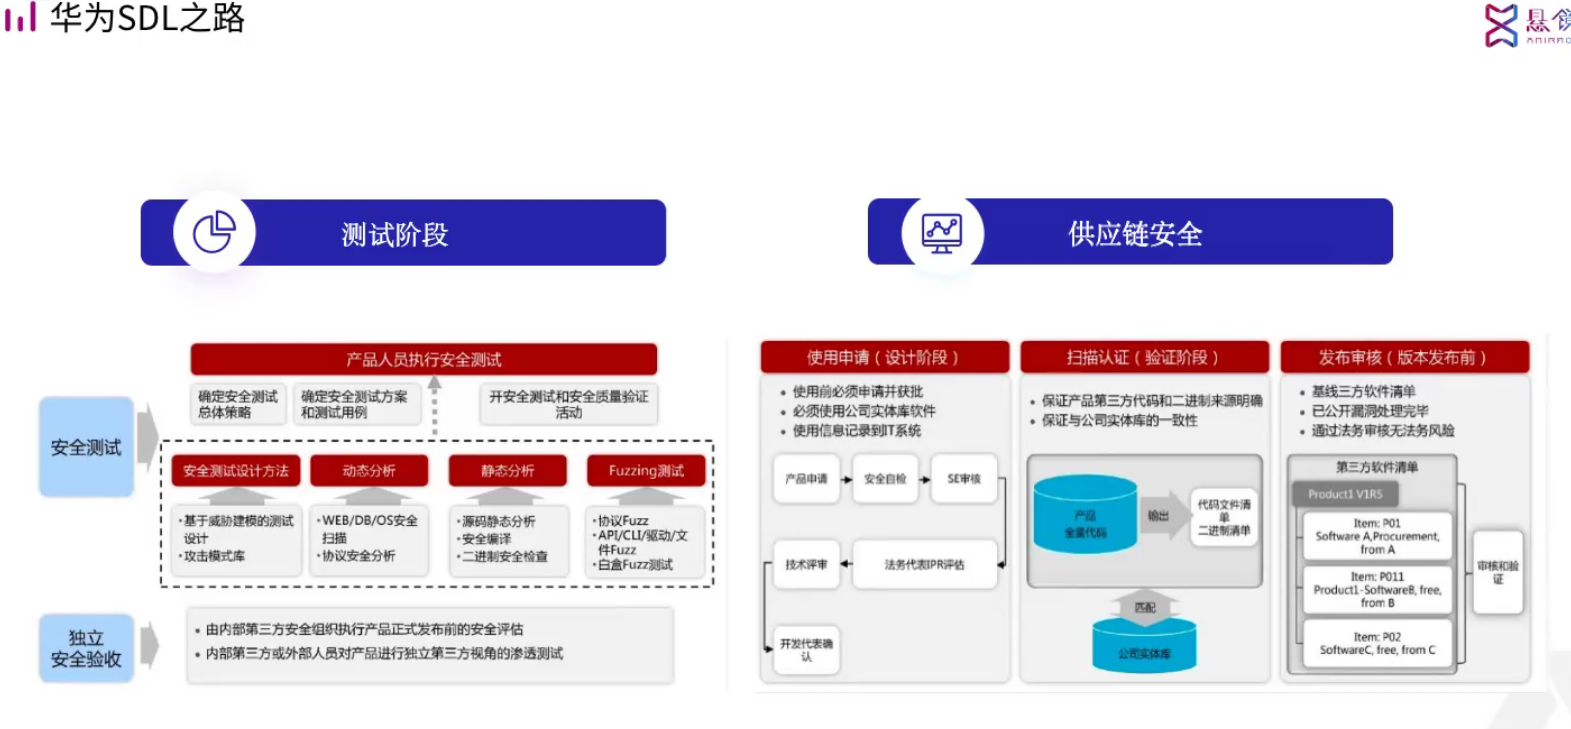 华为SDL之路
测试阶段
产品人员执行安全测试
确定安全测试
总体策略
确定安全测试方案
和测试用例
开安全测试和安全质量验证
活动
安全测试
安全测试设计方法
动态分析
静态分析
Fuzzing测试
•基于威胁建模的测试
设计
•攻击模式库
•WEB/DB/OS安全
扫描
•协议安全分析
•源码静态分析
•安全编译
•二进制安全检查
•协议Fuzz
•API/CLI/驱动/文
件Fuzz
•白盒Fuzz测试
独立
安全验收
• 由内部第三方安全组织执行产品正式发布前的安全评估
• 内部第三方或外部人员对产品进行独立第三方视角的渗透测试
供应链安全
使用申请（设计阶段）
• 使用前必须申请并获批
• 必须使用公司实体库软件
• 使用信息记录到IT系统
产品申请
安全自检
SE审核
技术评审
法务代表IPR评估
开发代表确
认
扫描认证（验证阶段）
• 保证产品第三方代码和二进制来源明确
• 保证与公司实体库的一致性
产品
全量代码
输出
代码文件清
单
二进制清单
匹配
公司实体库
发布审核（版本发布前）
• 基线三方软件清单
• 已公开漏洞处理完毕
• 通过法务审核无法务风险
第三方软件清单
Product1 V1R5
Item: P01
Software A,Procurement,
from A
Item: P011
Product1-SoftwareB, free,
from B
Item: P02
SoftwareC, free, from C
审核和验
证